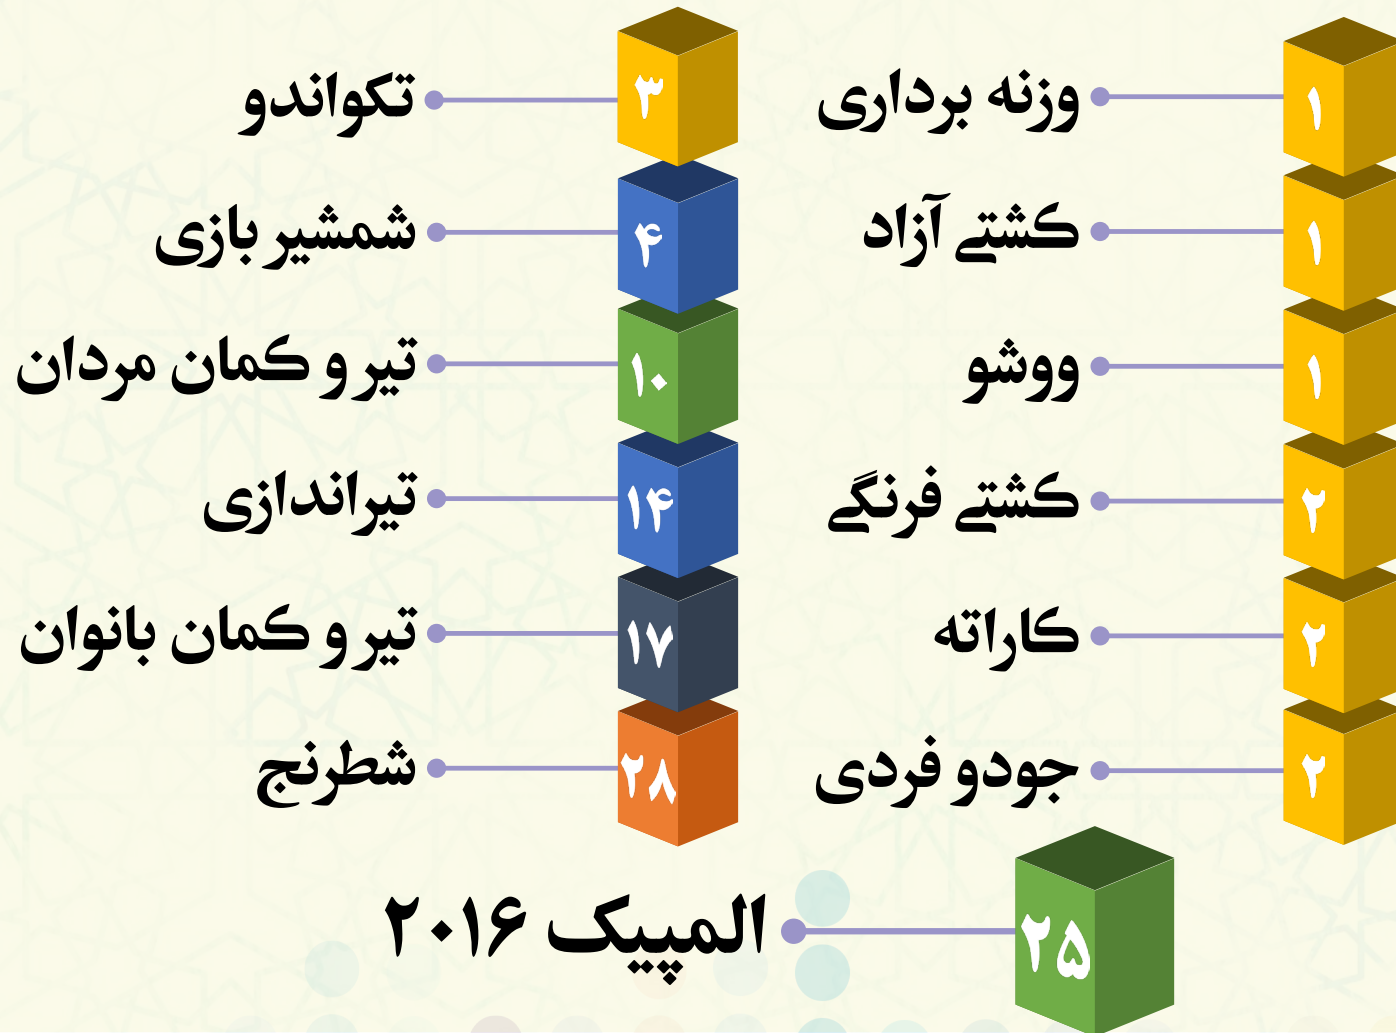 ۱ وزنه برداری
۱ کشتی آزاد
۱ ووشو
۲ کشتی فرنگی
۲ کاراته
۲ جودو فردی
۳ تکواندو
۴ شمشیر بازی
۱۰ تیر و کمان مردان
۱۴ تیراندازی
۱۷ تیر و کمان بانوان
۲۸ شطرنج
۲۵ المپیک ۲۰۱۶